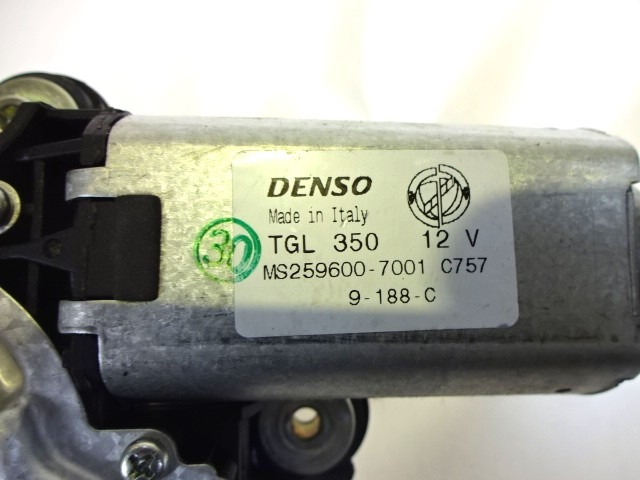 DENSO
Made in Italy
30
TGL 350 12 V
MS259600-7001 C757
9-188-C